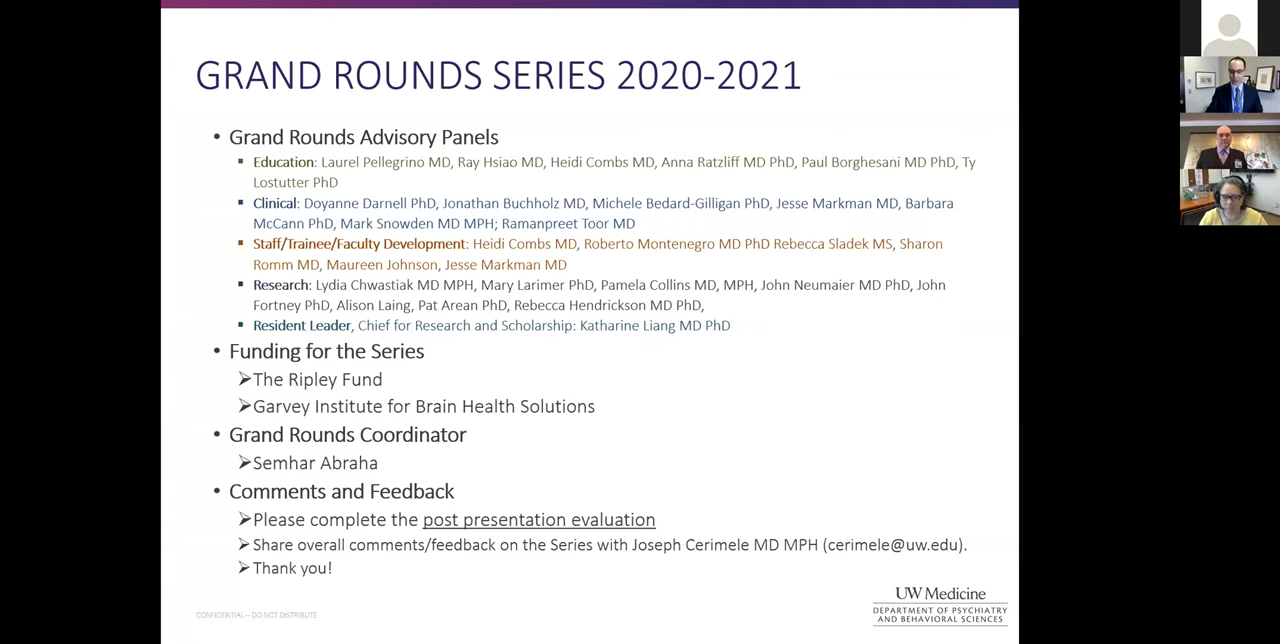 GRAND ROUNDS SERIES 2020-2021
• Grand Rounds Advisory Panels
▪ Education: Laurel Pellegrino MD, Ray Hsiao MD, Heidi Combs MD, Anna Ratzliff MD PhD, Paul Borghesani MD PhD, Ty
Lostutter PhD
▪ Clinical: Doyanne Darnell PhD, Jonathan Buchholz MD, Michele Bedard-Gilligan PhD, Jesse Markman MD, Barbara
McCann PhD, Mark Snowden MD MPH; Ramanpreet Toor MD
▪ Staff/Trainee/Faculty Development: Heidi Combs MD, Roberto Montenegro MD PhD Rebecca Sladek MS, Sharon
Romm MD, Maureen Johnson, Jesse Markman MD
▪ Research: Lydia Chwastiak MD MPH, Mary Larimer PhD, Pamela Collins MD, MPH, John Neumaier MD PhD, John
Fortney PhD, Alison Laing, Pat Arean PhD, Rebecca Hendrickson MD PhD,
▪ Resident Leader, Chief for Research and Scholarship: Katharine Liang MD PhD
• Funding for the Series
➢The Ripley Fund
➢Garvey Institute for Brain Health Solutions
• Grand Rounds Coordinator
➢Semhar Abraha
• Comments and Feedback
➢Please complete the post presentation evaluation
➢Share overall comments/feedback on the Series with Joseph Cerimele MD MPH (cerimele@uw.edu).
➢Thank you!
CONFIDENTIAL – DO NOT DISTRIBUTE
UW Medicine
DEPARTMENT OF PSYCHIATRY
AND BEHAVIORAL SCIENCES